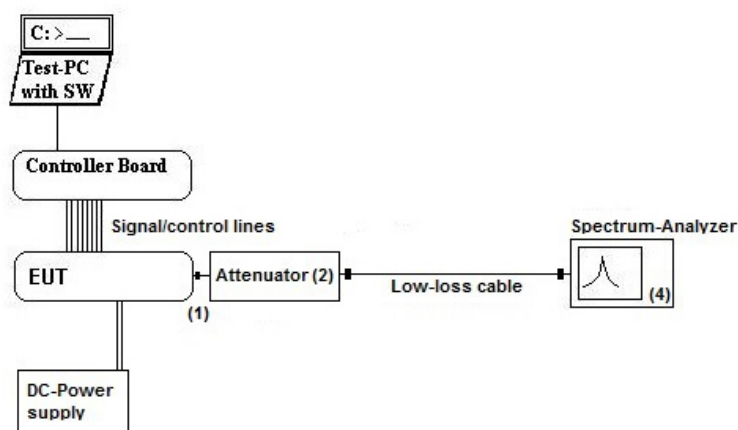 C: >__
Test-PC
with SW
Controller Board
Signal/control lines
Spectrum-Analyzer
EUT
Attenuator (2)
Low-loss cable
(4)
(1)
DC-Power
supply